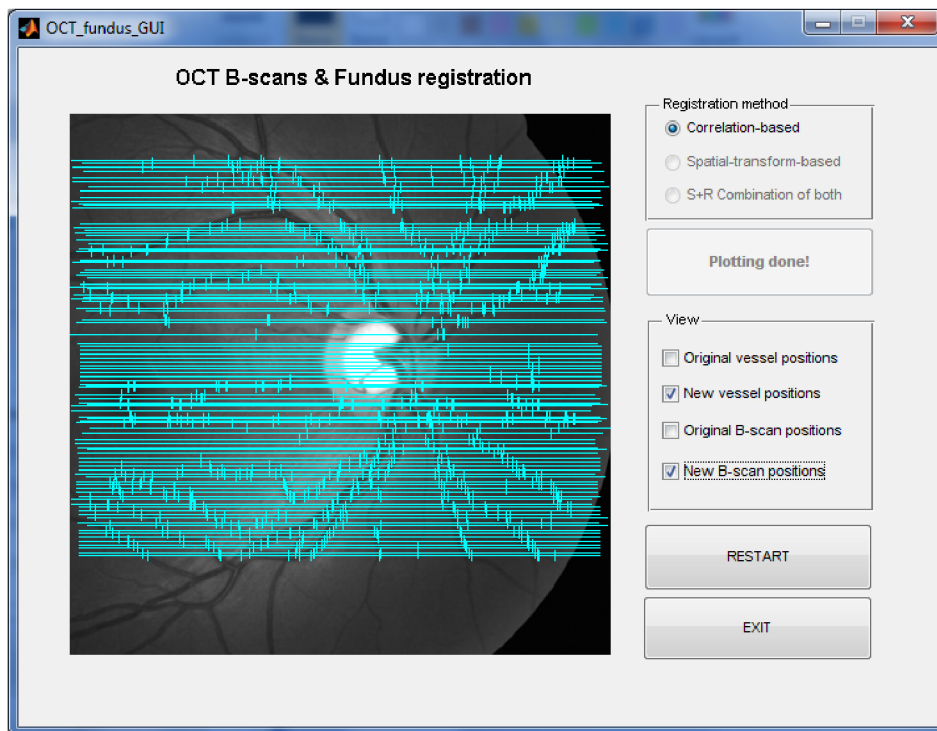 OCT_fundus_GUI
OCT B-scans & Fundus registration
Registration method
Correlation-based
Spatial-transform-based
S+R Combination of both
Plotting done!
View
Original vessel positions
New vessel positions
Original B-scan positions
New B-scan positions
RESTART
EXIT